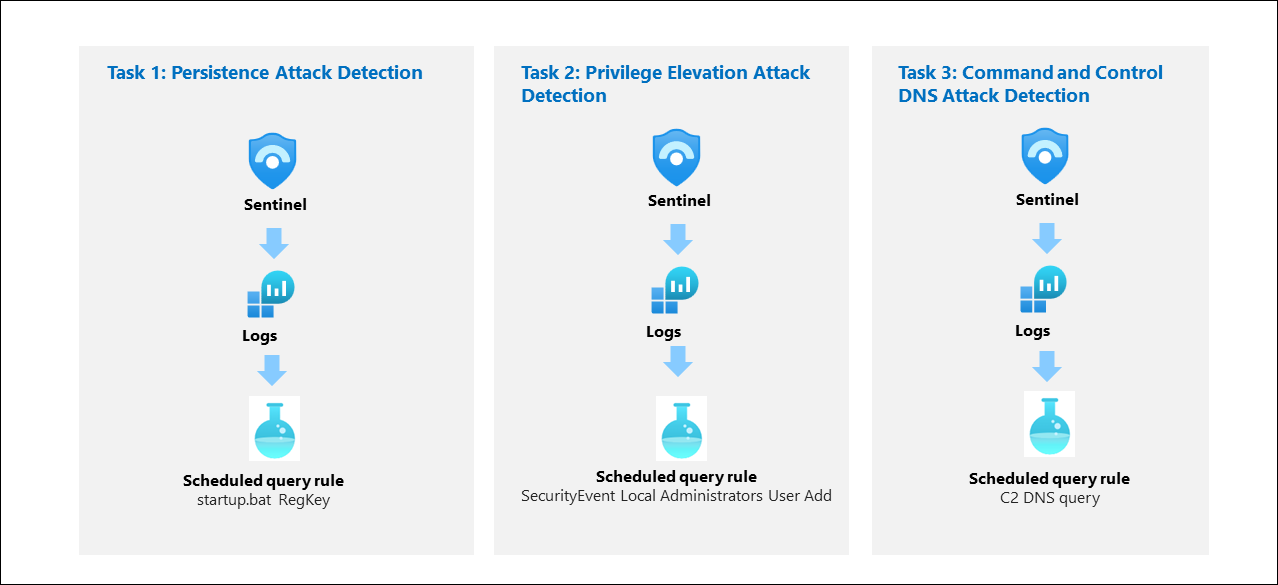 Task 1: Persistence Attack Detection
Sentinel
Logs
Scheduled query rule
startup.bat RegKey
Task 2: Privilege Elevation Attack
Detection
Sentinel
Logs
Scheduled query rule
SecurityEvent Local Administrators User Add
Task 3: Command and Control
DNS Attack Detection
Sentinel
Logs
Scheduled query rule
C2 DNS query